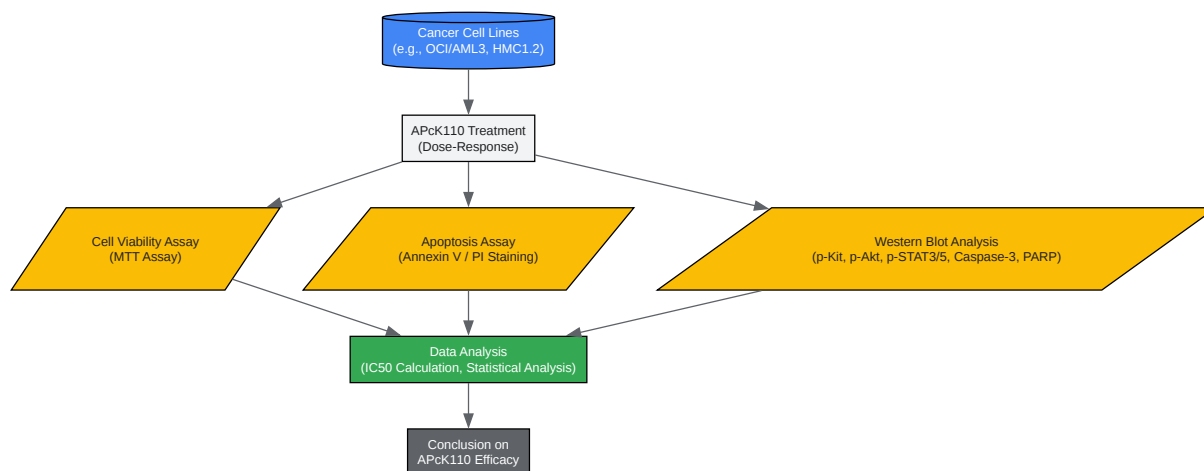 Cancer Cell Lines
(e.g., OCI/AML3, HMC1.2)
APcK110 Treatment
(Dose-Response)
Cell Viability Assay
(MTT Assay)
Apoptosis Assay
(Annexin V / PI Staining)
Western Blot Analysis
(p-Kit, p-Akt, p-STAT3/5, Caspase-3, PARP)
Data Analysis
(IC50 Calculation, Statistical Analysis)
Conclusion on
APcK110 Efficacy